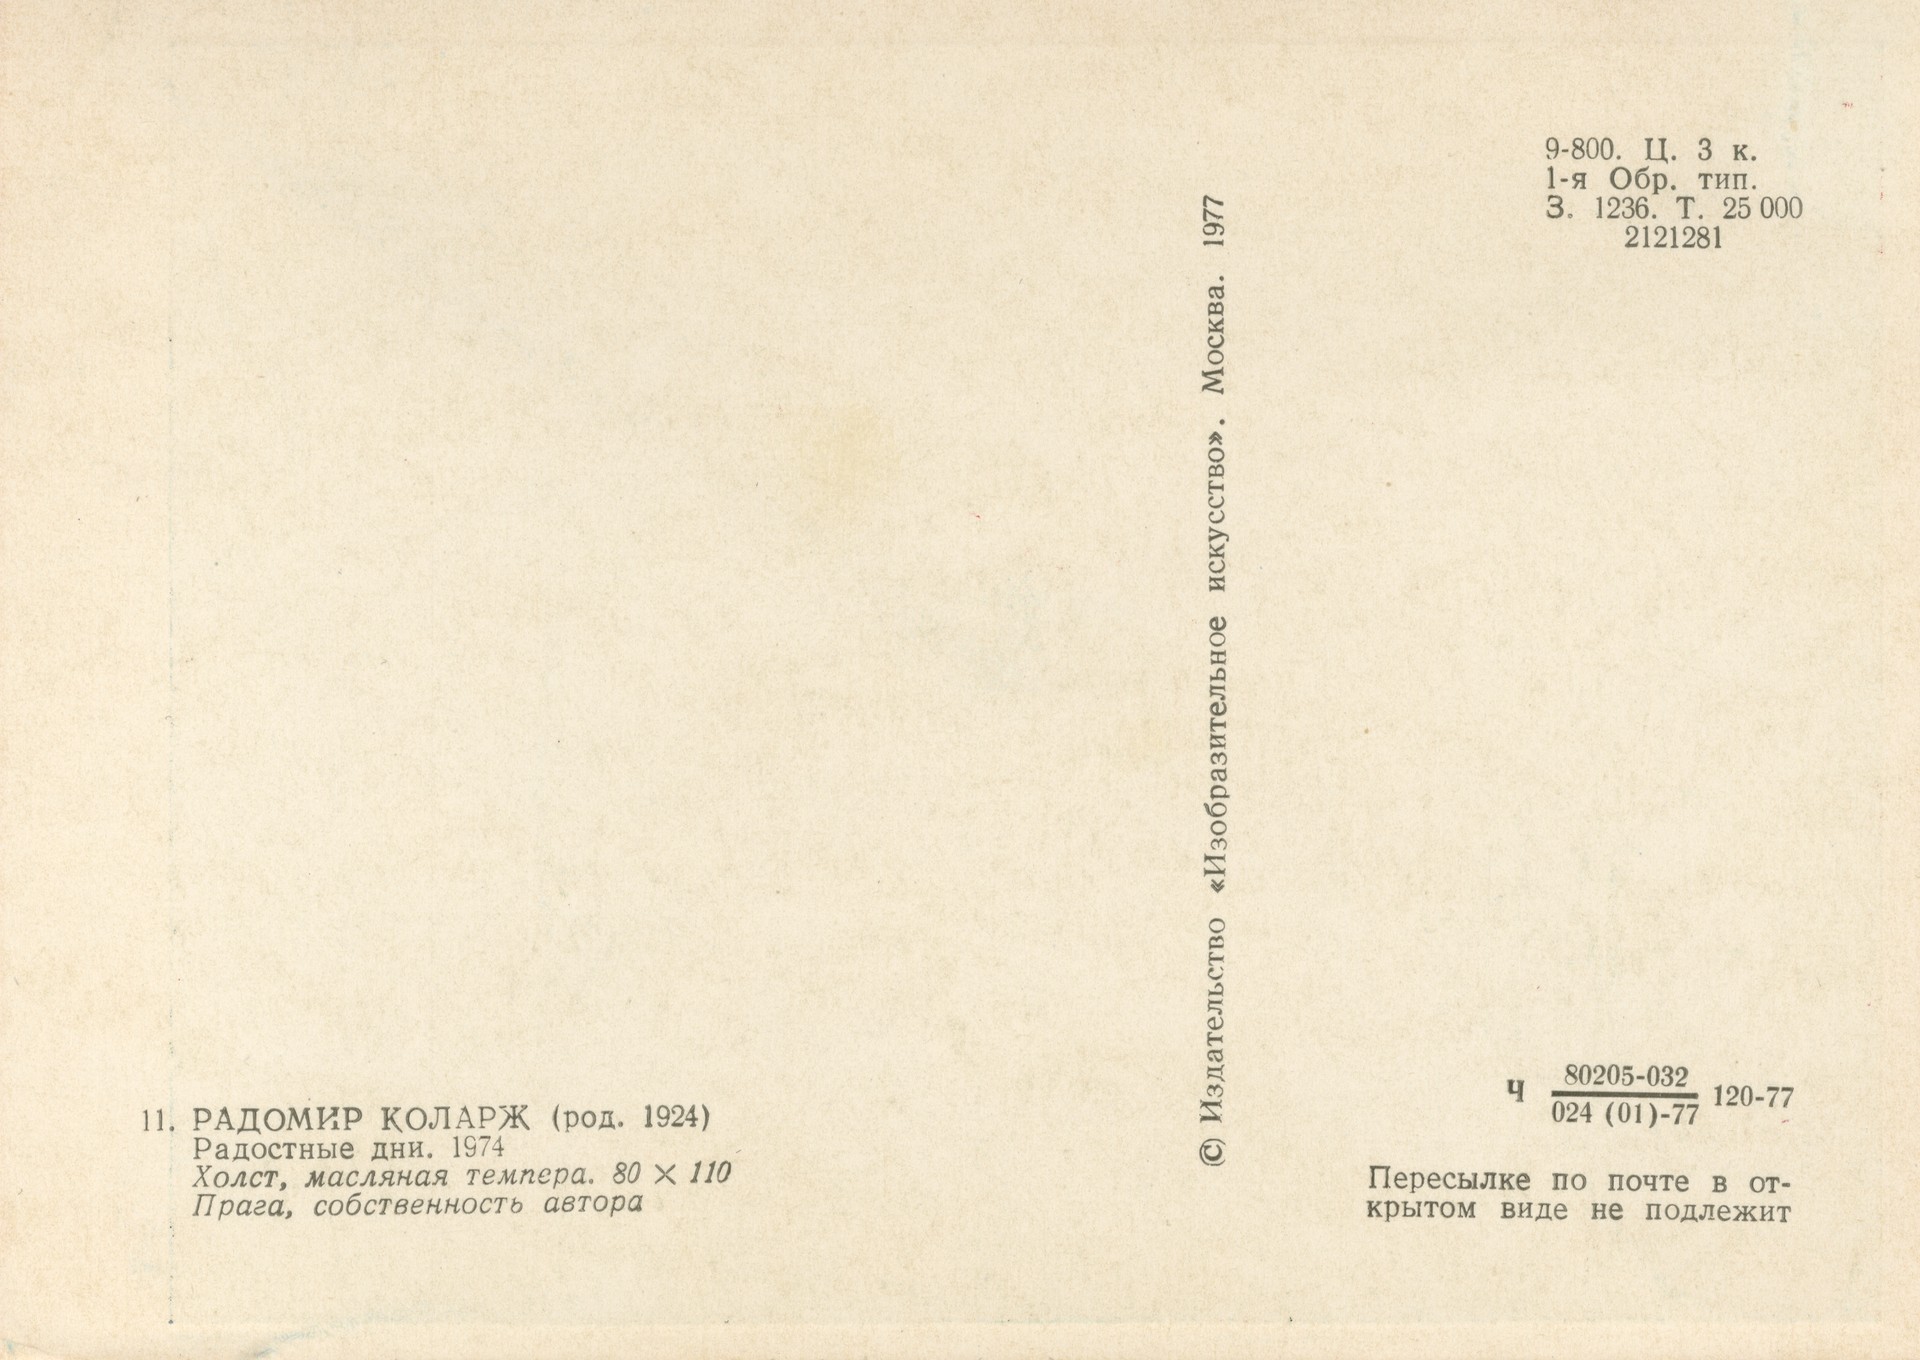 9-800. Ц. 3 к.
1-я Обр. тип.
З. 1236. Т. 25 000
2121281
© Издательство «Изобразительное искусство». Москва. 1977
11. РАДОМИР КОЛАРЖ (род. 1924)
Радостные дни. 1974
Холст, масляная темпера. 80 × 110
Прага, собственность автора
Ч 80205-032
024 (01)-77
120-77
Пересылке по почте в от-
крытом виде не подлежит